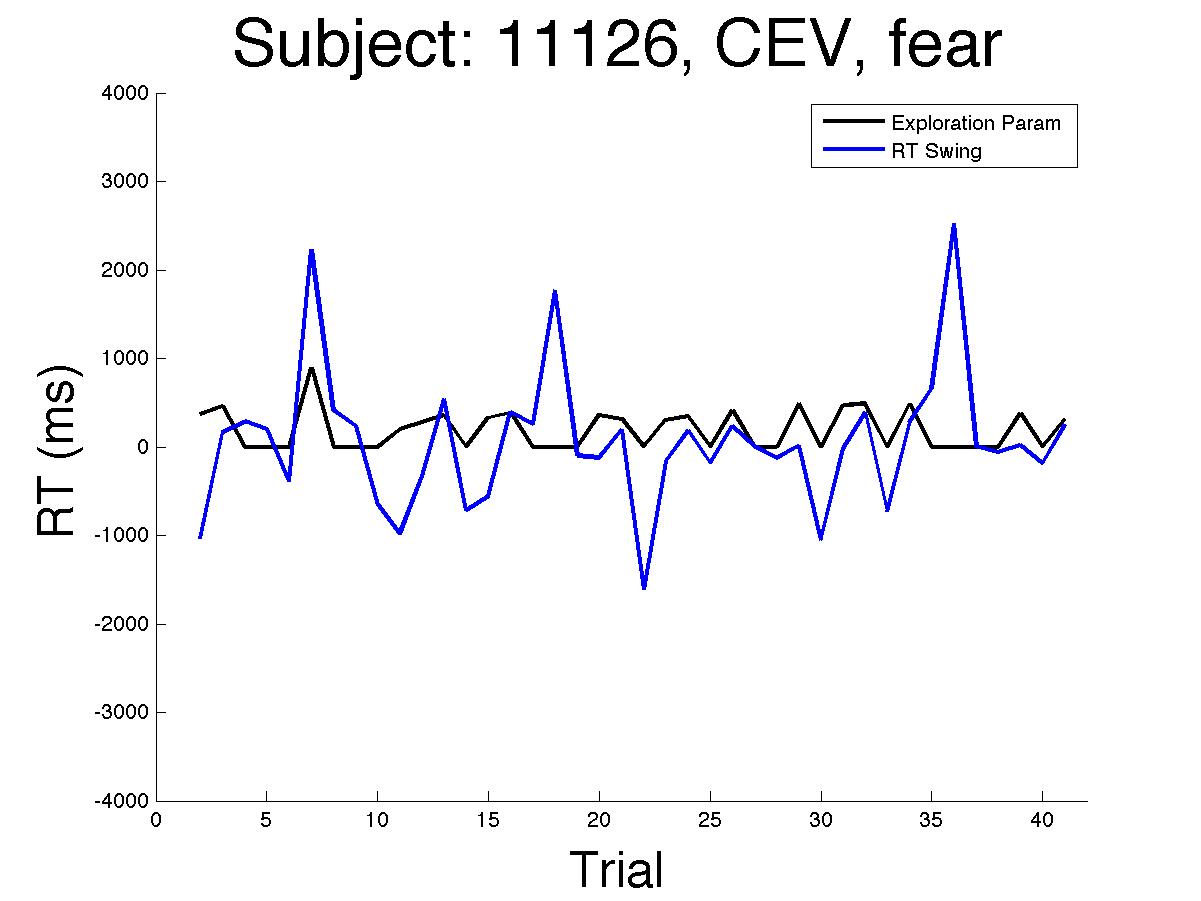 Subject: 11126, CEV, fear
4000
3000
2000
1000
0
-1000
-2000
-3000
-4000
RT (ms)
Exploration Param
RT Swing
0 5 10 15 20 25 30 35 40
Trial